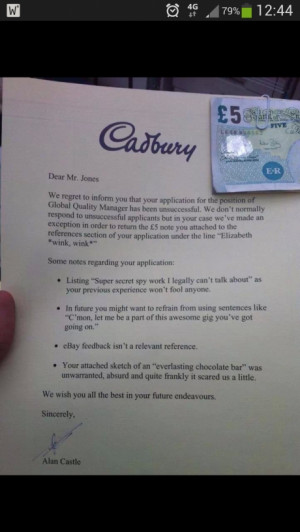 W
4G
79%
12:44
£5
FIVE
E·R
Cadbury
Dear Mr. Jones
We regret to inform you that your application for the position of
Global Quality Manager has been unsuccessful. We don't normally
respond to unsuccessful applicants but in your case we've made an
exception in order to return the £5 note you attached to the
references section of your application under the line "Elizabeth
*wink, wink*"
Some notes regarding your application:
• Listing "Super secret spy work I legally can't talk about" as
your previous experience won't fool anyone.
• In future you might want to refrain from using sentences like
"C'mon, let me be a part of this awesome gig you've got
going on."
• eBay feedback isn't a relevant reference.
• Your attached sketch of an "everlasting chocolate bar" was
unwarranted, absurd and quite frankly it scared us a little.
We wish you all the best in your future endeavours.
Sincerely,
Alan Castle